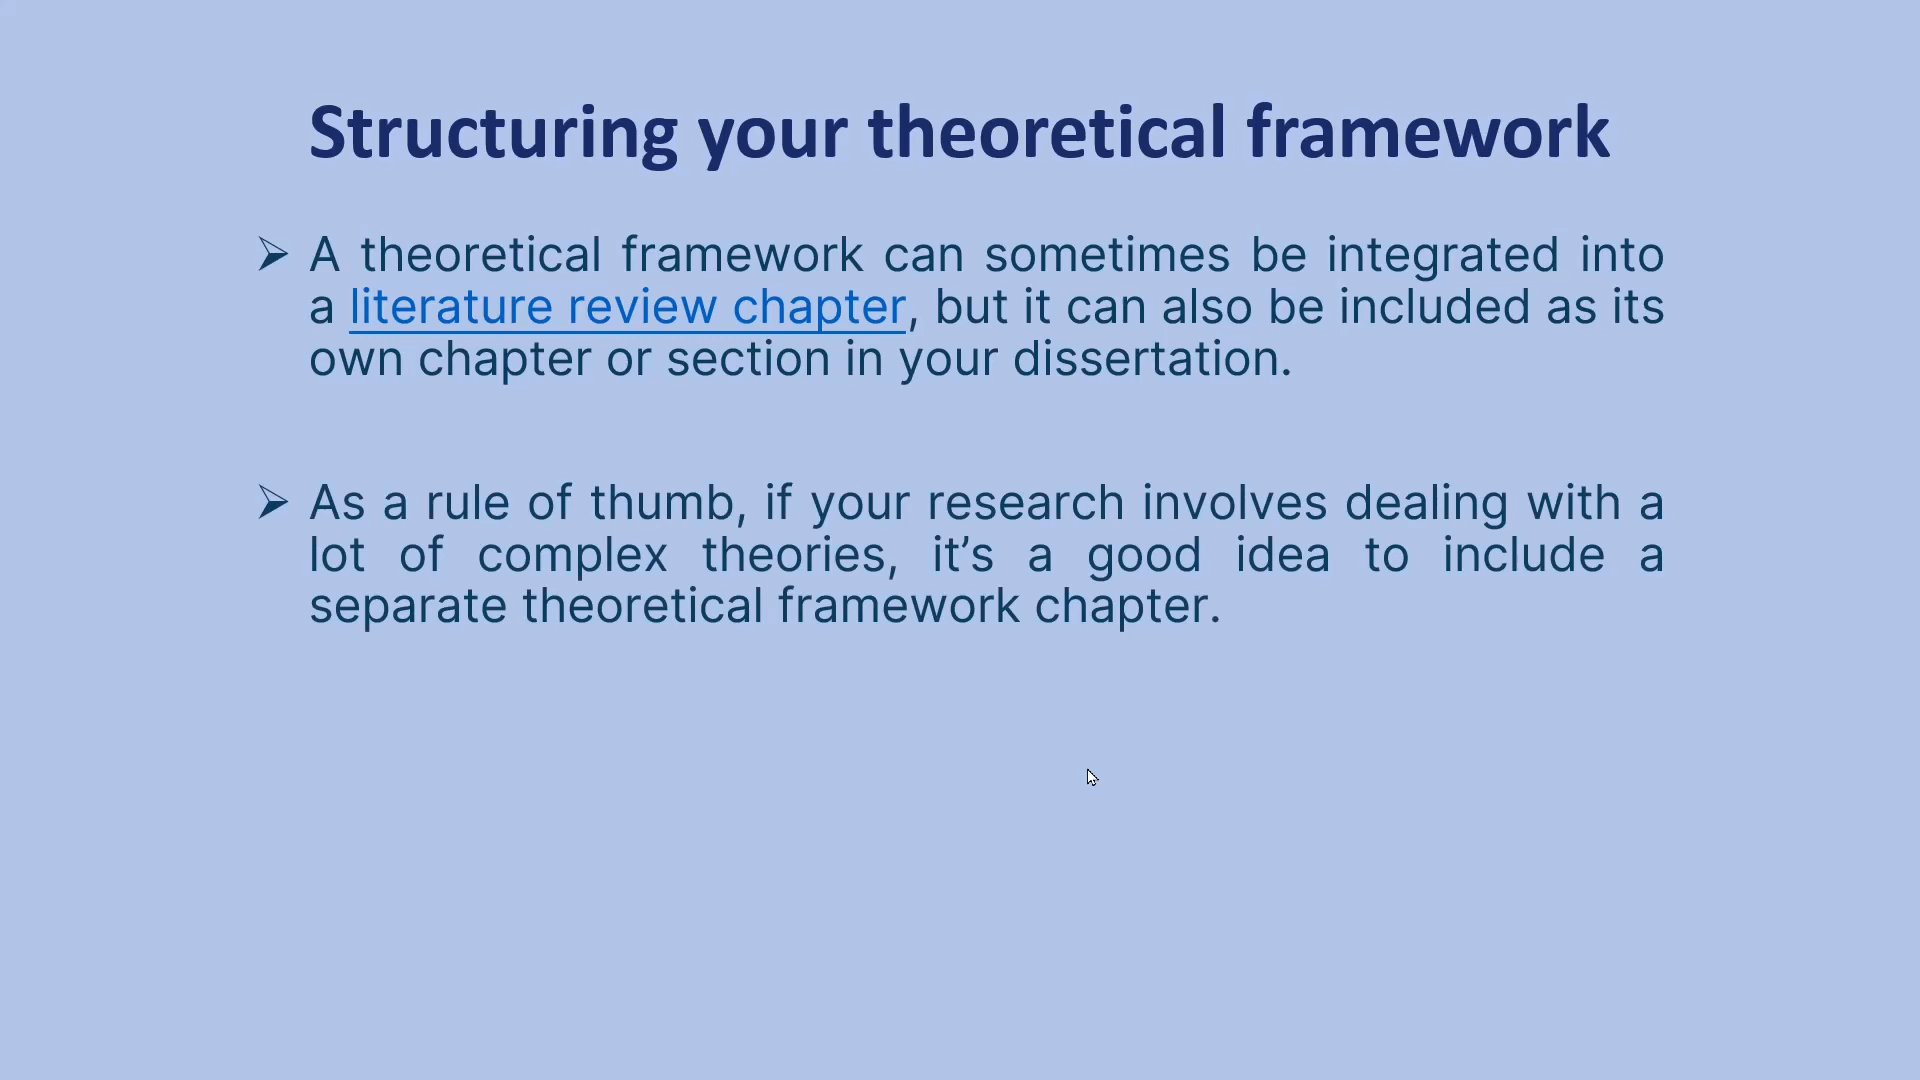 Structuring your theoretical framework
➢ A theoretical framework can sometimes be integrated into
a literature review chapter, but it can also be included as its
own chapter or section in your dissertation.
➢ As a rule of thumb, if your research involves dealing with a
lot of complex theories, it’s a good idea to include a
separate theoretical framework chapter.